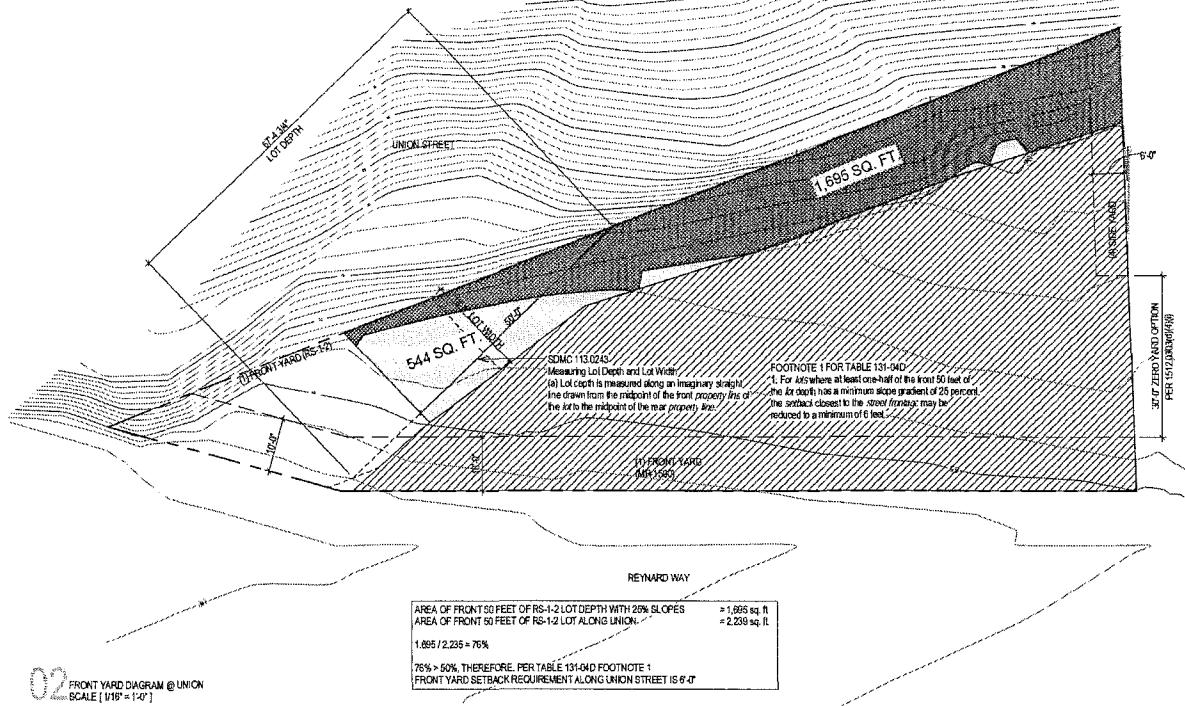 LOT DEPTH
UNION STREET
1,695 SQ. FT
6'-0"
(4) SIDE YARD
LOT WIDTH
50'-0"
544 SQ. FT.
(1) FRONT YARD (RS-1-2)
SDMC 113.0243
Measuring Lot Depth and Lot Width
(a) Lot depth is measured along an imaginary straight
line drawn from the midpoint of the front property line of
the lot to the midpoint of the rear property line.
FOOTNOTE 1 FOR TABLE 131-04D
1. For lots where at least one-half of the front 50 feet of
the lot depth has a minimum slope gradient of 25 percent,
the setback closest to the street frontage may be
reduced to a minimum of 6 feet.
30'-0" ZERO YARD OPTION
10'-0"
10'-0"
(1) FRONT YARD
(MR-1500)
REYNARD WAY
AREA OF FRONT 50 FEET OF RS-1-2 LOT DEPTH WITH 25% SLOPES = 1,695 sq. ft
AREA OF FRONT 50 FEET OF RS-1-2 LOT ALONG UNION = 2,239 sq. ft
1,695 / 2,235 = 76%
76% > 50%, THEREFORE, PER TABLE 131-04D FOOTNOTE 1
FRONT YARD SETBACK REQUIREMENT ALONG UNION STREET IS 6'-0"
02 FRONT YARD DIAGRAM @ UNION
SCALE [ 1/16" = 1'-0" ]